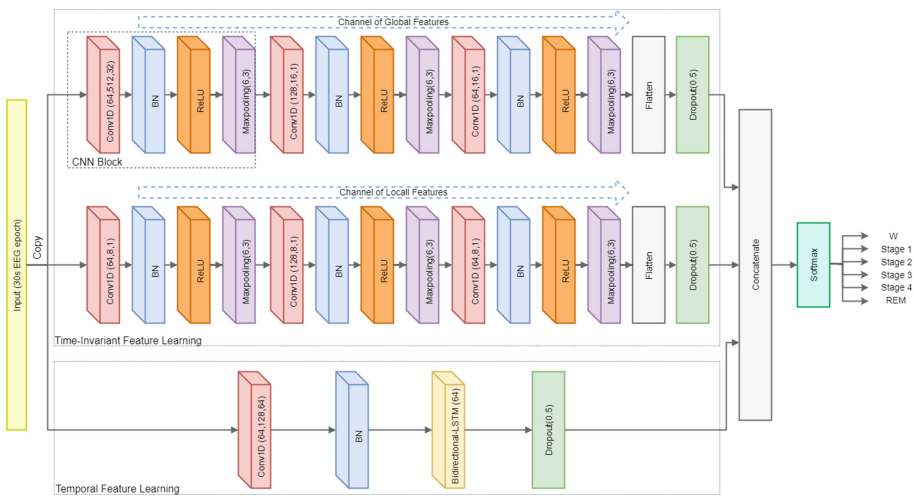 Channel of Global Features
Conv1D (64,512,32)
BN
ReLU
Maxpooling(6,3)
Conv1D (128,16,1)
BN
ReLU
Maxpooling(6,3)
Conv1D (64,16,1)
BN
ReLU
Maxpooling(6,3)
Flatten
Dropout(0.5)
CNN Block
Input (30s EEG epoch)
Copy
Channel of Locall Features
Conv1D (64,8,1)
BN
ReLU
Maxpooling(6,3)
Conv1D (128,8,1)
BN
ReLU
Maxpooling(6,3)
Conv1D (64,8,1)
BN
ReLU
Maxpooling(6,3)
Flatten
Dropout(0.5)
Time-Invariant Feature Learning
Conv1D (64,128,64)
BN
Bidirectional-LSTM (64)
Dropout(0.5)
Temporal Feature Learning
Concatenate
Softmax
W
Stage 1
Stage 2
Stage 3
Stage 4
REM